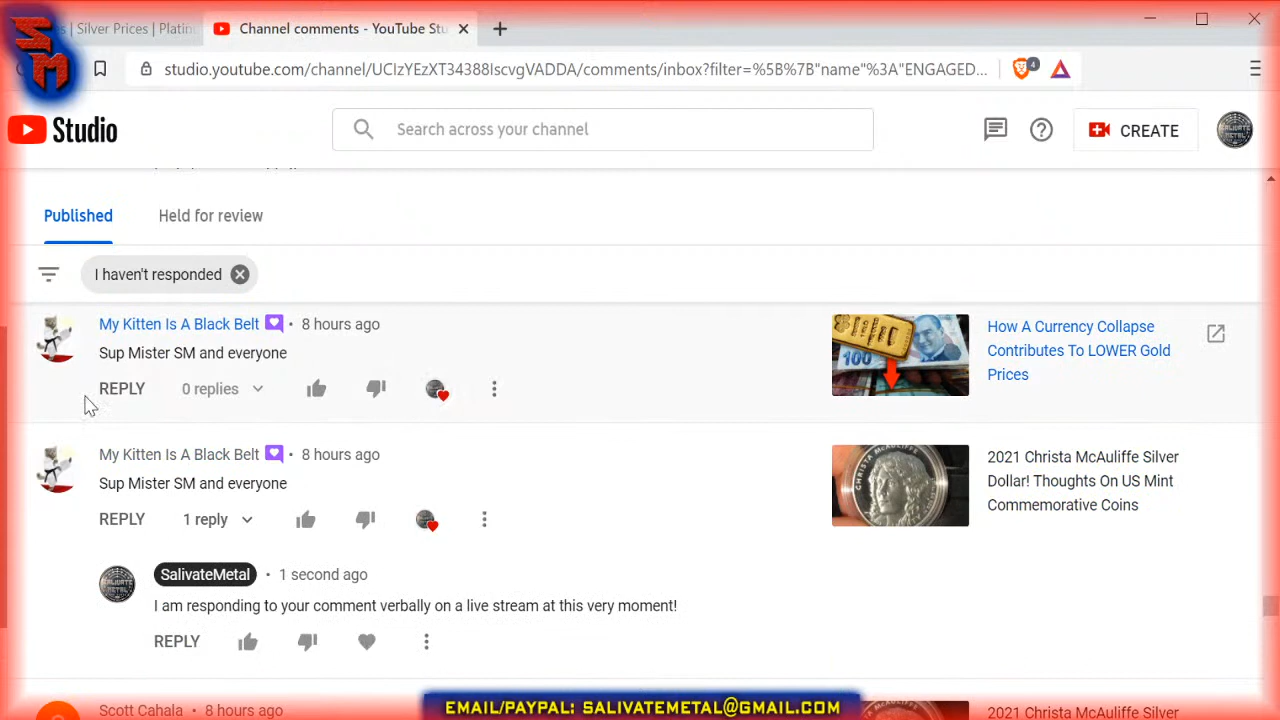 SM
Silver Prices | Platinu
Channel comments - YouTube Stu
studio.youtube.com/channel/UCIzYEzXT34388IscvgVADDA/comments/inbox?filter=%5B%7B"name"%3A"ENGAGED...
4
Studio
Search across your channel
CREATE
Published
Held for review
I haven't responded
My Kitten Is A Black Belt • 8 hours ago
Sup Mister SM and everyone
REPLY 0 replies
How A Currency Collapse
Contributes To LOWER Gold
Prices
100
My Kitten Is A Black Belt • 8 hours ago
Sup Mister SM and everyone
REPLY 1 reply
2021 Christa McAuliffe Silver
Dollar! Thoughts On US Mint
Commemorative Coins
CHRISTA McAULIFFE
SalivateMetal • 1 second ago
I am responding to your comment verbally on a live stream at this very moment!
REPLY
Scott Cahala • 8 hours ago
2021 Christa McAuliffe Silver
EMAIL/PAYPAL: SALIVATEMETAL@GMAIL.COM